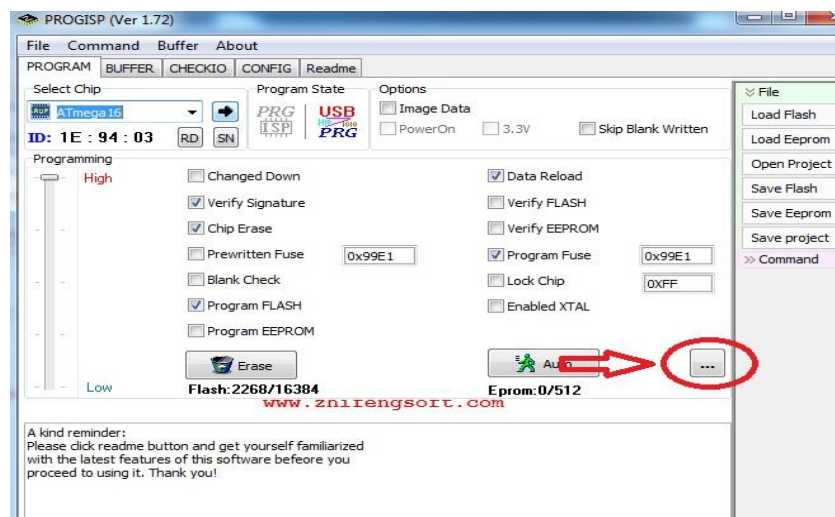 PROGISP (Ver 1.72)
File Command Buffer About
PROGRAM BUFFER CHECKIO CONFIG Readme
Select Chip Program State Options
ATmega16
PRG ISP
USB
PRG
Image Data
PowerOn 3.3V Skip Blank Written
ID: 1E : 94 : 03 RD SN
Programming
High
Low
Changed Down
Verify Signature
Chip Erase
Prewritten Fuse 0x99E1
Blank Check
Program FLASH
Program EEPROM
Data Reload
Verify FLASH
Verify EEPROM
Program Fuse 0x99E1
Lock Chip 0XFF
Enabled XTAL
Erase
Auto
...
Flash:2268/16384 Eprom:0/512
www.zhifengsoft.com
A kind reminder:
Please click readme button and get yourself familiarized
with the latest features of this software befeore you
proceed to using it. Thank you!
File
Load Flash
Load Eeprom
Open Project
Save Flash
Save Eeprom
Save project
Command